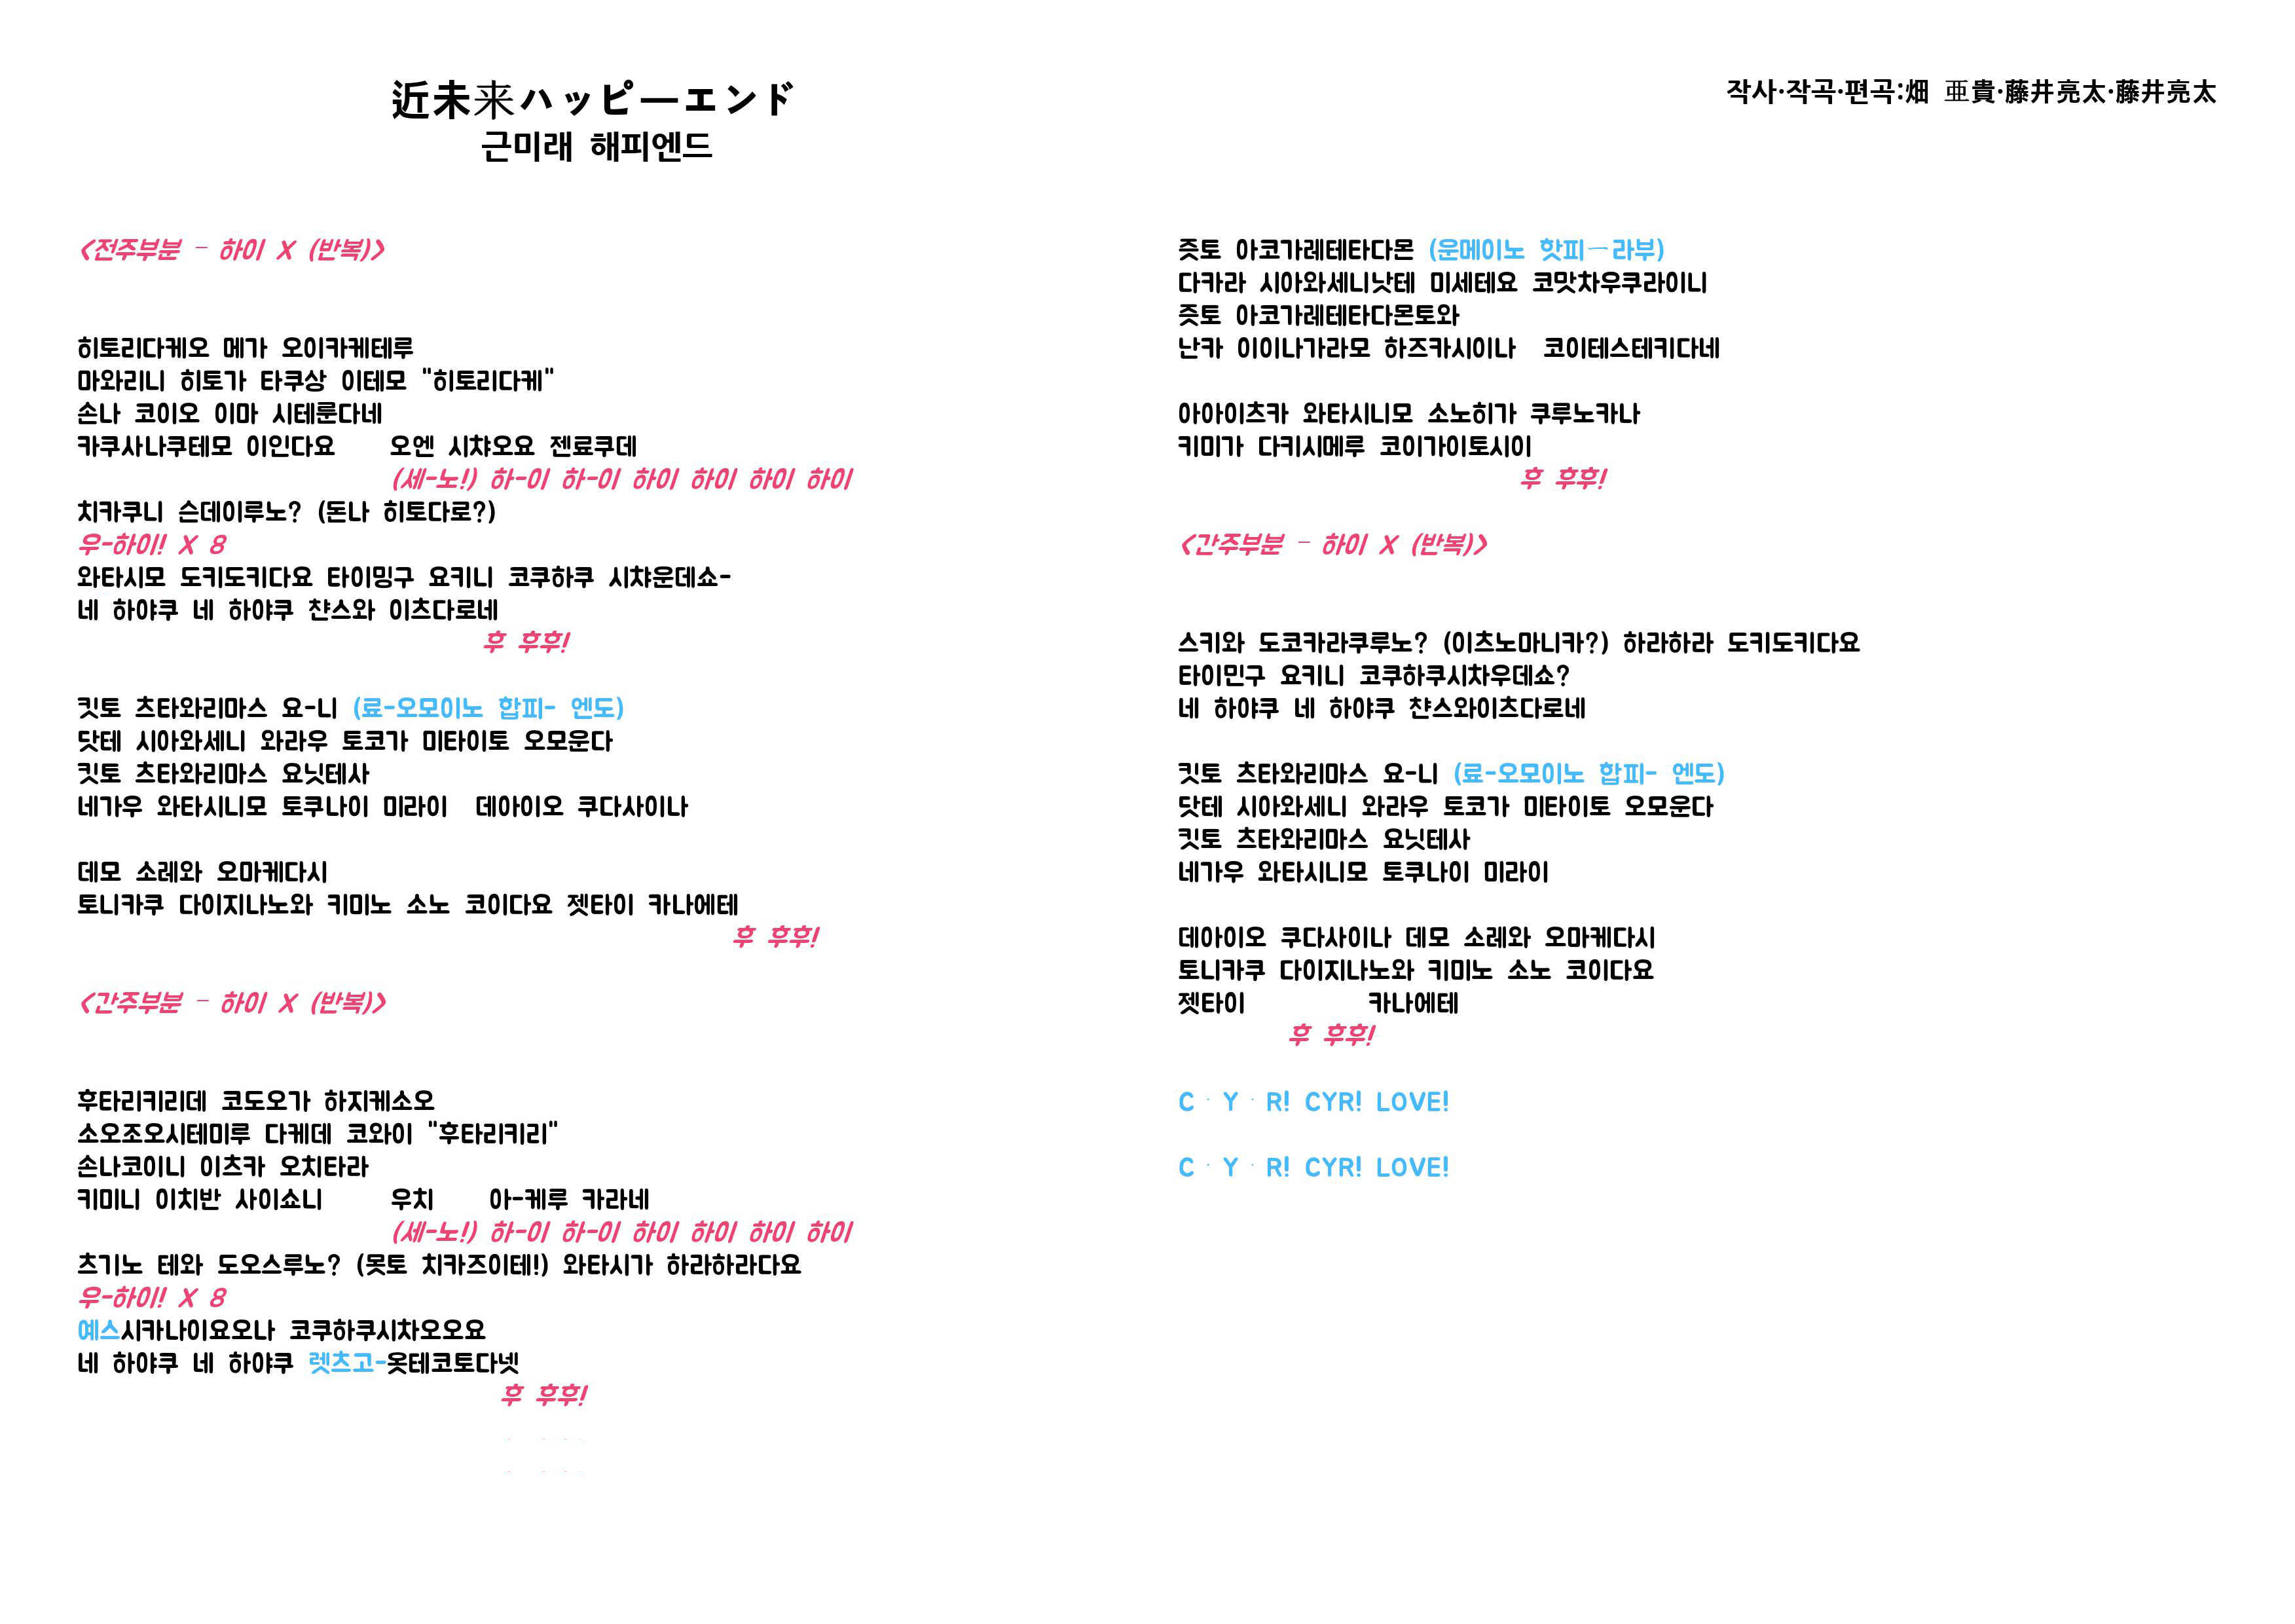 近未来ハッピーエンド
근미래 해피엔드
작사·작곡·편곡:畑 亜貴·藤井亮太·藤井亮太
<전주부분 - 하이 X (반복)>
히토리다케오 메가 오이카케테루
마와리니 히토가 타쿠상 이테모 "히토리다케"
손나 코이오 이마 시테룬다네
카쿠사나쿠테모 이인다요 오엔 시챠오요 젠료쿠데
(세-노!) 하-이 하-이 하이 하이 하이 하이
치카쿠니 슨데이루노? (돈나 히토다로?)
우-하이! X 8
와타시모 도키도키다요 타이밍구 요키니 코쿠하쿠 시챠운데쇼-
네 하야쿠 네 하야쿠 챤스와 이츠다로네
후 후후!
킷토 츠타와리마스 요-니 (료-오모이노 합피- 엔도)
닷테 시아와세니 와라우 토코가 미타이토 오모운다
킷토 츠타와리마스 요닛테사
네가우 와타시니모 토쿠나이 미라이 데아이오 쿠다사이나
데모 소레와 오마케다시
토니카쿠 다이지나노와 키미노 소노 코이다요 젯타이 카나에테
후 후후!
<간주부분 - 하이 X (반복)>
후타리키리데 코도오가 하지케소오
소오조오시테미루 다케데 코와이 "후타리키리"
손나코이니 이츠카 오치타라
키미니 이치반 사이쇼니 우치 아-케루 카라네
(세-노!) 하-이 하-이 하이 하이 하이 하이
츠기노 테와 도오스루노? (못토 치카즈이테!) 와타시가 하라하라다요
우-하이! X 8
예스시카나이요오나 코쿠하쿠시차오오요
네 하야쿠 네 하야쿠 렛츠고-옷테코토다넷
후 후후!
즛토 아코가레테타다몬 (운메이노 핫피ー라부)
다카라 시아와세니낫테 미세테요 코맛차우쿠라이니
즛토 아코가레테타다몬토와
난카 이이나가라모 하즈카시이나 코이테스테키다네
아아이츠카 와타시니모 소노히가 쿠루노카나
키미가 다키시메루 코이가이토시이
후 후후!
<간주부분 - 하이 X (반복)>
스키와 도코카라쿠루노? (이츠노마니카?) 하라하라 도키도키다요
타이민구 요키니 코쿠하쿠시차우데쇼?
네 하야쿠 네 하야쿠 챤스와이츠다로네
킷토 츠타와리마스 요-니 (료-오모이노 합피- 엔도)
닷테 시아와세니 와라우 토코가 미타이토 오모운다
킷토 츠타와리마스 요닛테사
네가우 와타시니모 토쿠나이 미라이
데아이오 쿠다사이나 데모 소레와 오마케다시
토니카쿠 다이지나노와 키미노 소노 코이다요
젯타이 카나에테
후 후후!
C · Y · R! CYR! LOVE!
C · Y · R! CYR! LOVE!